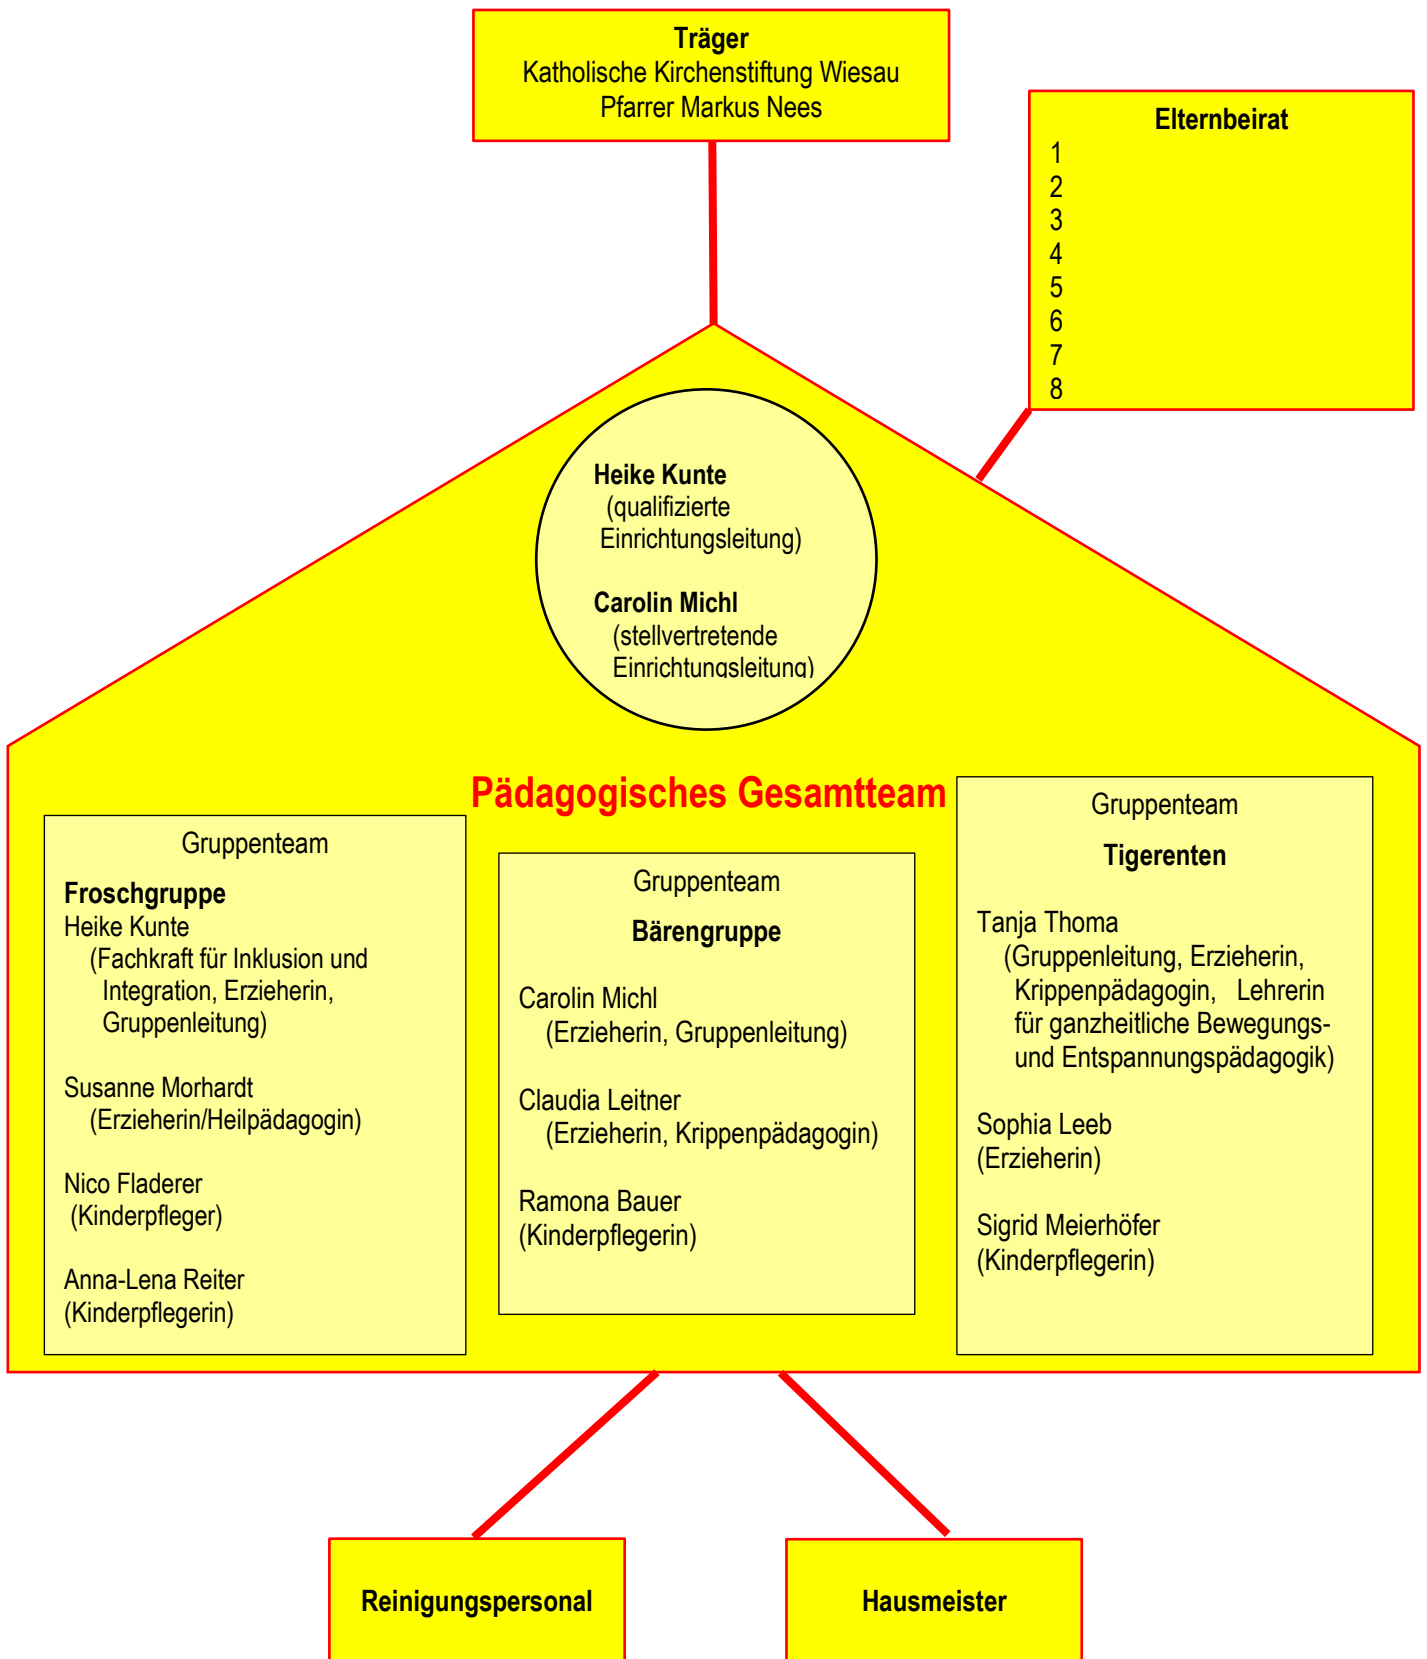 Träger
Katholische Kirchenstiftung Wiesau
Pfarrer Markus Nees
Elternbeirat
1
2
3
4
5
6
7
8
Heike Kunte
(qualifizierte
Einrichtungsleitung)
Carolin Michl
(stellvertretende
Einrichtungsleitung)
Pädagogisches Gesamtteam
Gruppenteam
Froschgruppe
Heike Kunte
(Fachkraft für Inklusion und
Integration, Erzieherin,
Gruppenleitung)
Susanne Morhardt
(Erzieherin/Heilpädagogin)
Nico Fladerer
(Kinderpfleger)
Anna-Lena Reiter
(Kinderpflegerin)
Gruppenteam
Bärengruppe
Carolin Michl
(Erzieherin, Gruppenleitung)
Claudia Leitner
(Erzieherin, Krippenpädagogin)
Ramona Bauer
(Kinderpflegerin)
Gruppenteam
Tigerenten
Tanja Thoma
(Gruppenleitung, Erzieherin,
Krippenpädagogin, Lehrerin
für ganzheitliche Bewegungs-
und Entspannungspädagogik)
Sophia Leeb
(Erzieherin)
Sigrid Meierhöfer
(Kinderpflegerin)
Reinigungspersonal
Hausmeister